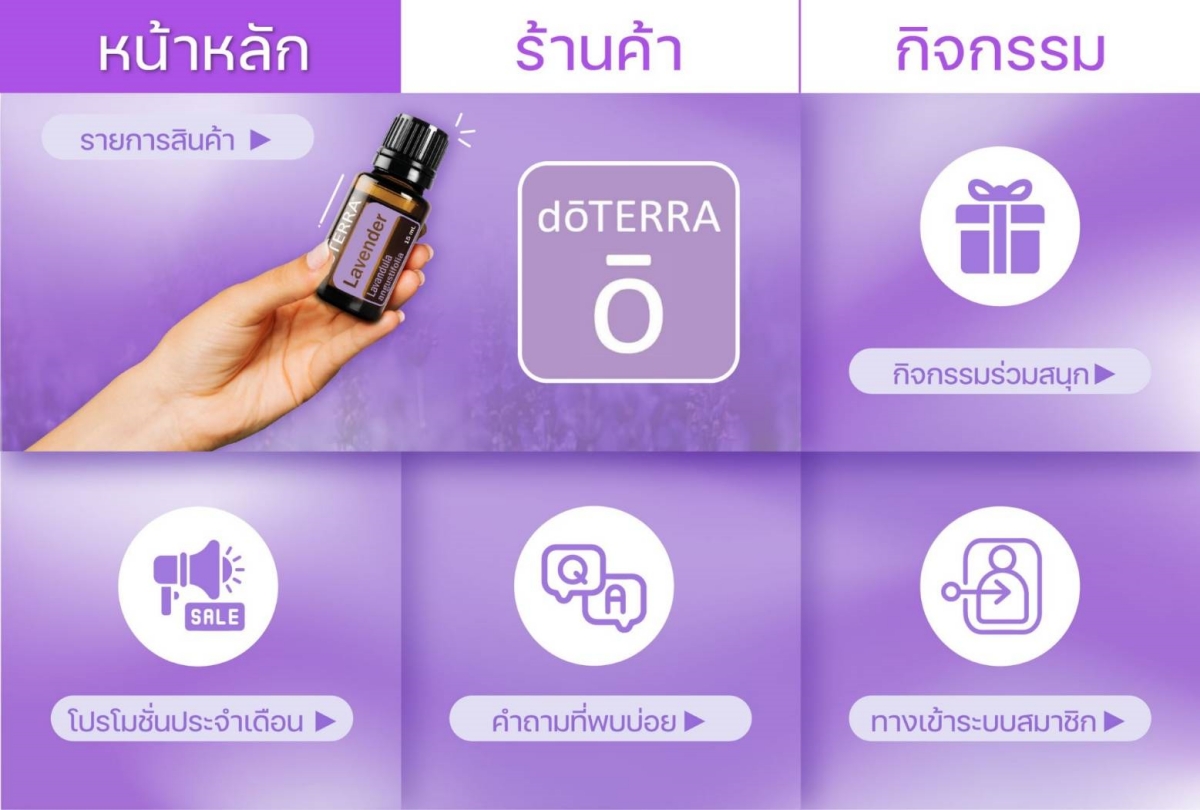 หน้าหลัก
ร้านค้า
กิจกรรม
รายการสินค้า
TERRA
Lavender
Lavandula
angustifolia
15 mL
dōTERRA
Ō
กิจกรรมร่วมสนุก
SALE
โปรโมชั่นประจำเดือน
Q
A
คำถามที่พบบ่อย
ทางเข้าระบบสมาชิก